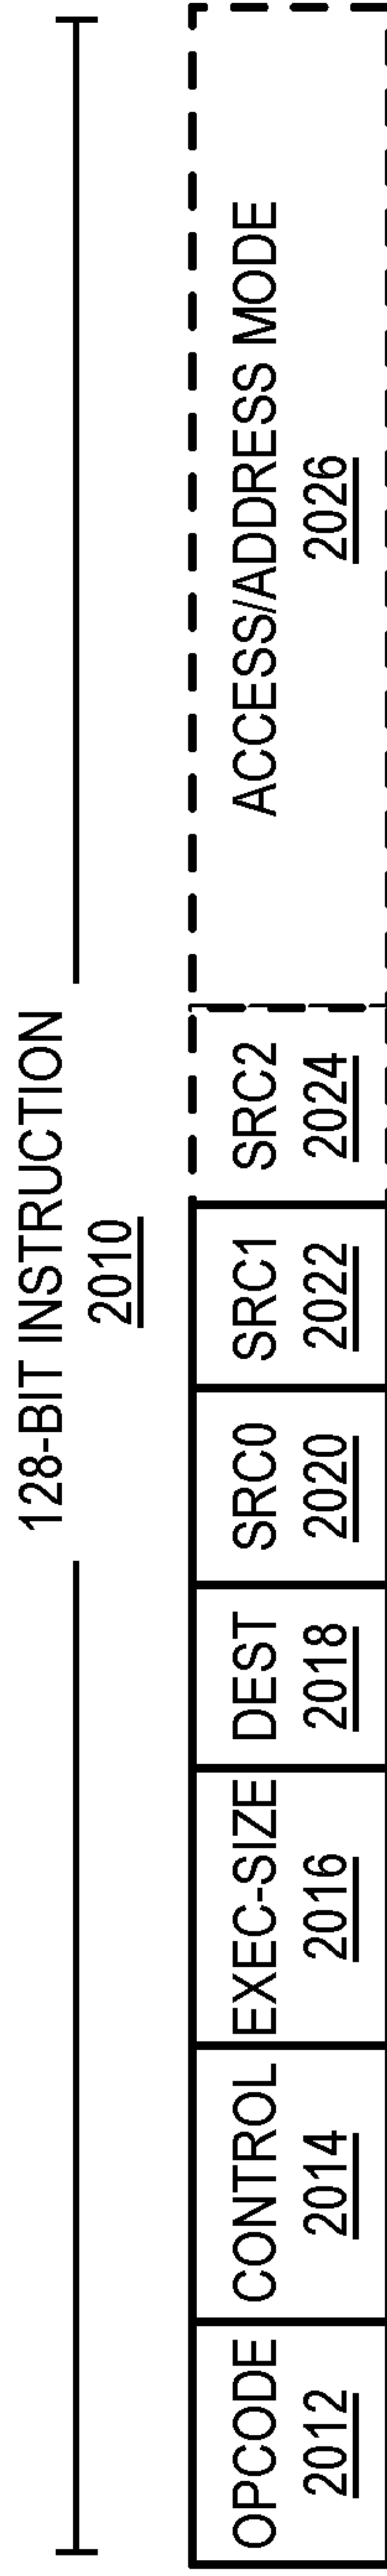 128-BIT INSTRUCTION
2010
OPCODE
2012
CONTROL
2014
EXEC-SIZE
2016
DEST
2018
SRC0
2020
SRC1
2022
SRC2
2024
ACCESS/ADDRESS MODE
2026